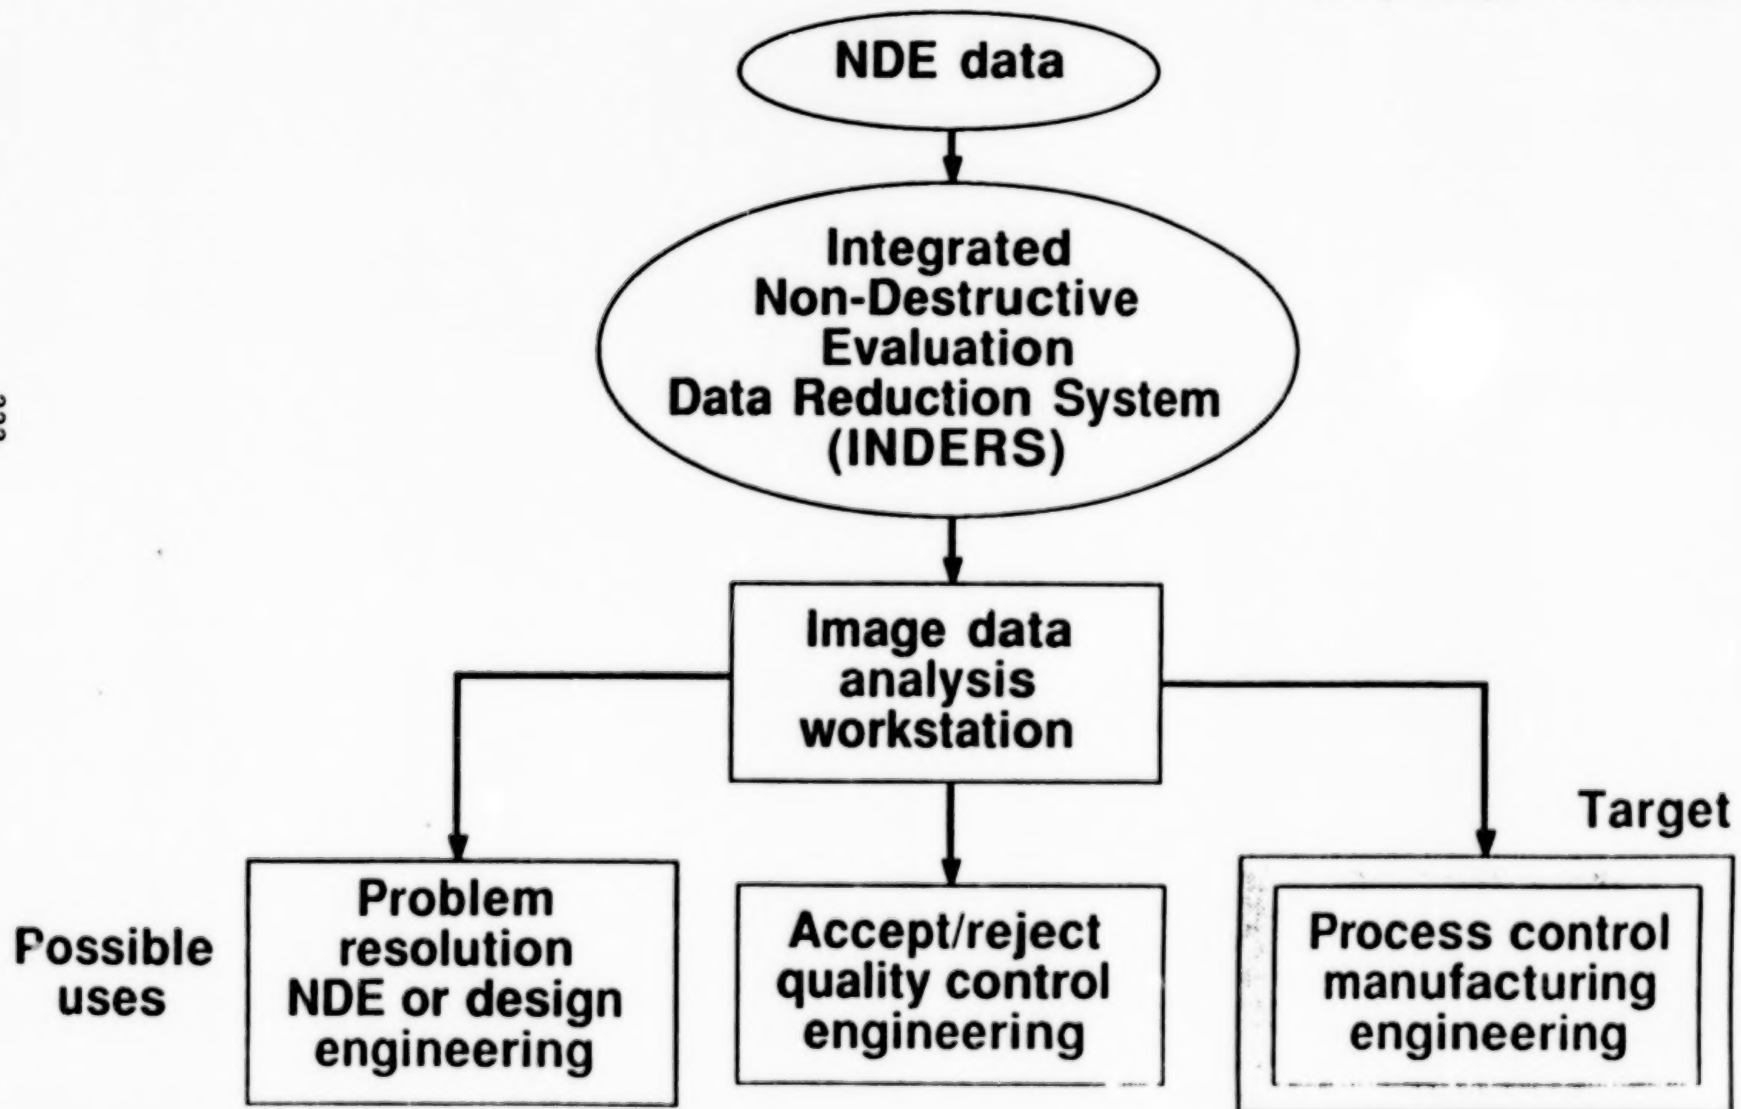 NDE data
Integrated
Non-Destructive
Evaluation
Data Reduction System
(INDERS)
Image data
analysis
workstation
Target
Possible
uses
Problem
resolution
NDE or design
engineering
Accept/reject
quality control
engineering
Process control
manufacturing
engineering